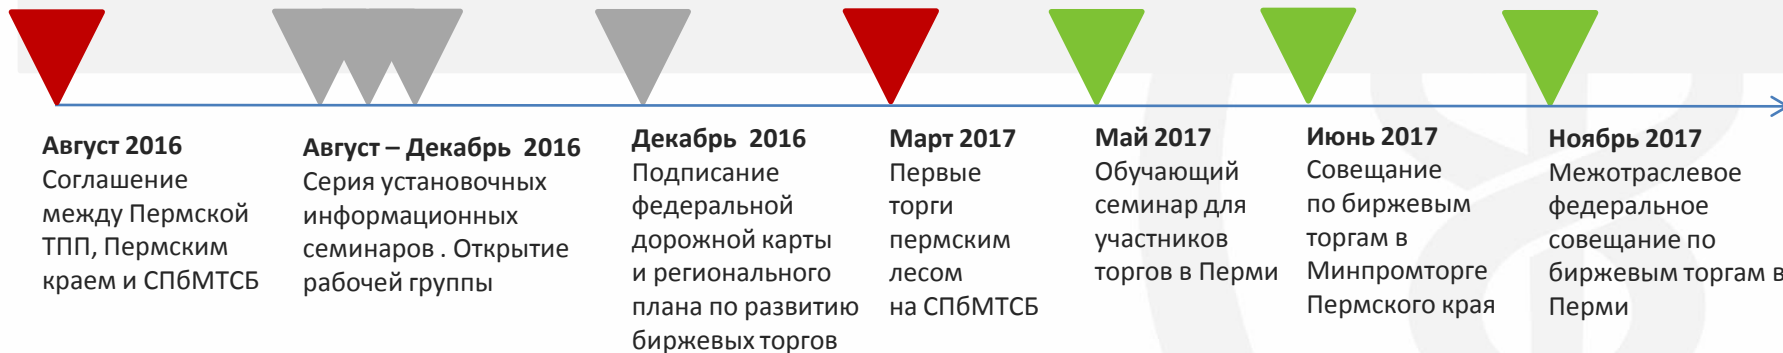 Август 2016
Соглашение
между Пермской
ТПП, Пермским
краем и СПбМТСБ
Август – Декабрь 2016
Серия установочных
информационных
семинаров . Открытие
рабочей группы
Декабрь 2016
Подписание
федеральной
дорожной карты
и регионального
плана по развитию
биржевых торгов
Март 2017
Первые
торги
пермским
лесом
на СПбМТСБ
Май 2017
Обучающий
семинар для
участников
торгов в Перми
Июнь 2017
Совещание
по биржевым
торгам в
Минпромторге
Пермского края
Ноябрь 2017
Межотраслевое
федеральное
совещание по
биржевым торгам в
Перми